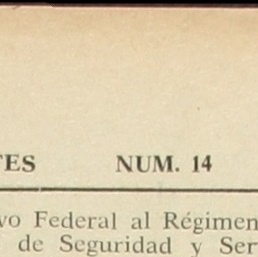 TES NUM. 14
vo Federal al Régimen
de Seguridad y Ser